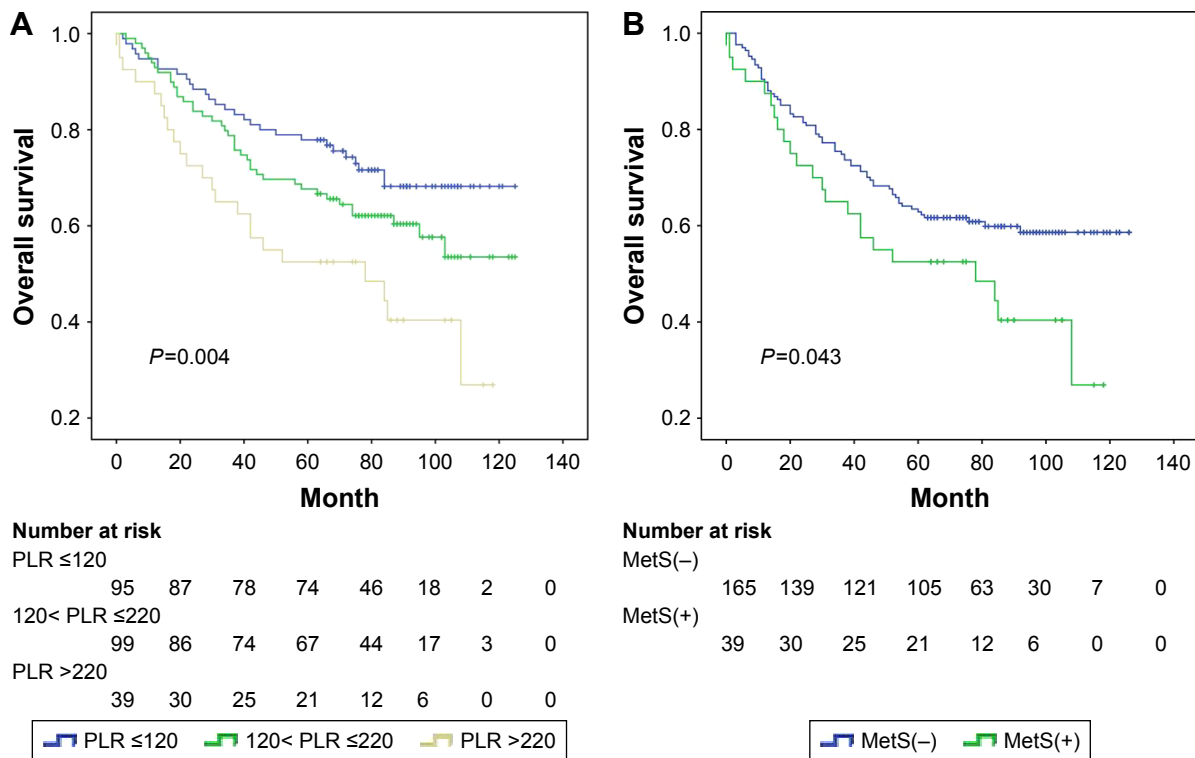 A
Overall survival
1.0
0.8
0.6
0.4
0.2
P=0.004
0 20 40 60 80 100 120 140
Month
Number at risk
PLR ≤120
95 87 78 74 46 18 2 0
120< PLR ≤220
99 86 74 67 44 17 3 0
PLR >220
39 30 25 21 12 6 0 0
PLR ≤120 120< PLR ≤220 PLR >220
B
Overall survival
1.0
0.8
0.6
0.4
0.2
P=0.043
0 20 40 60 80 100 120 140
Month
Number at risk
MetS(–)
165 139 121 105 63 30 7 0
MetS(+)
39 30 25 21 12 6 0 0
MetS(–) MetS(+)